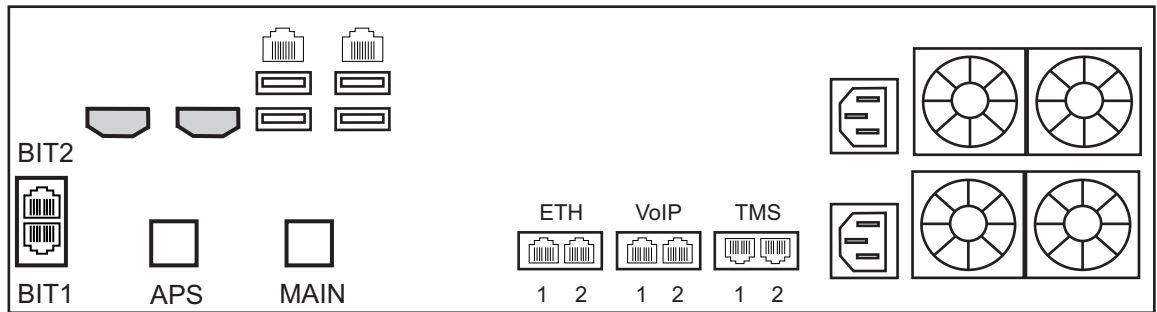 BIT2
ETH VoIP TMS
BIT1 APS MAIN 1 2 1 2 1 2